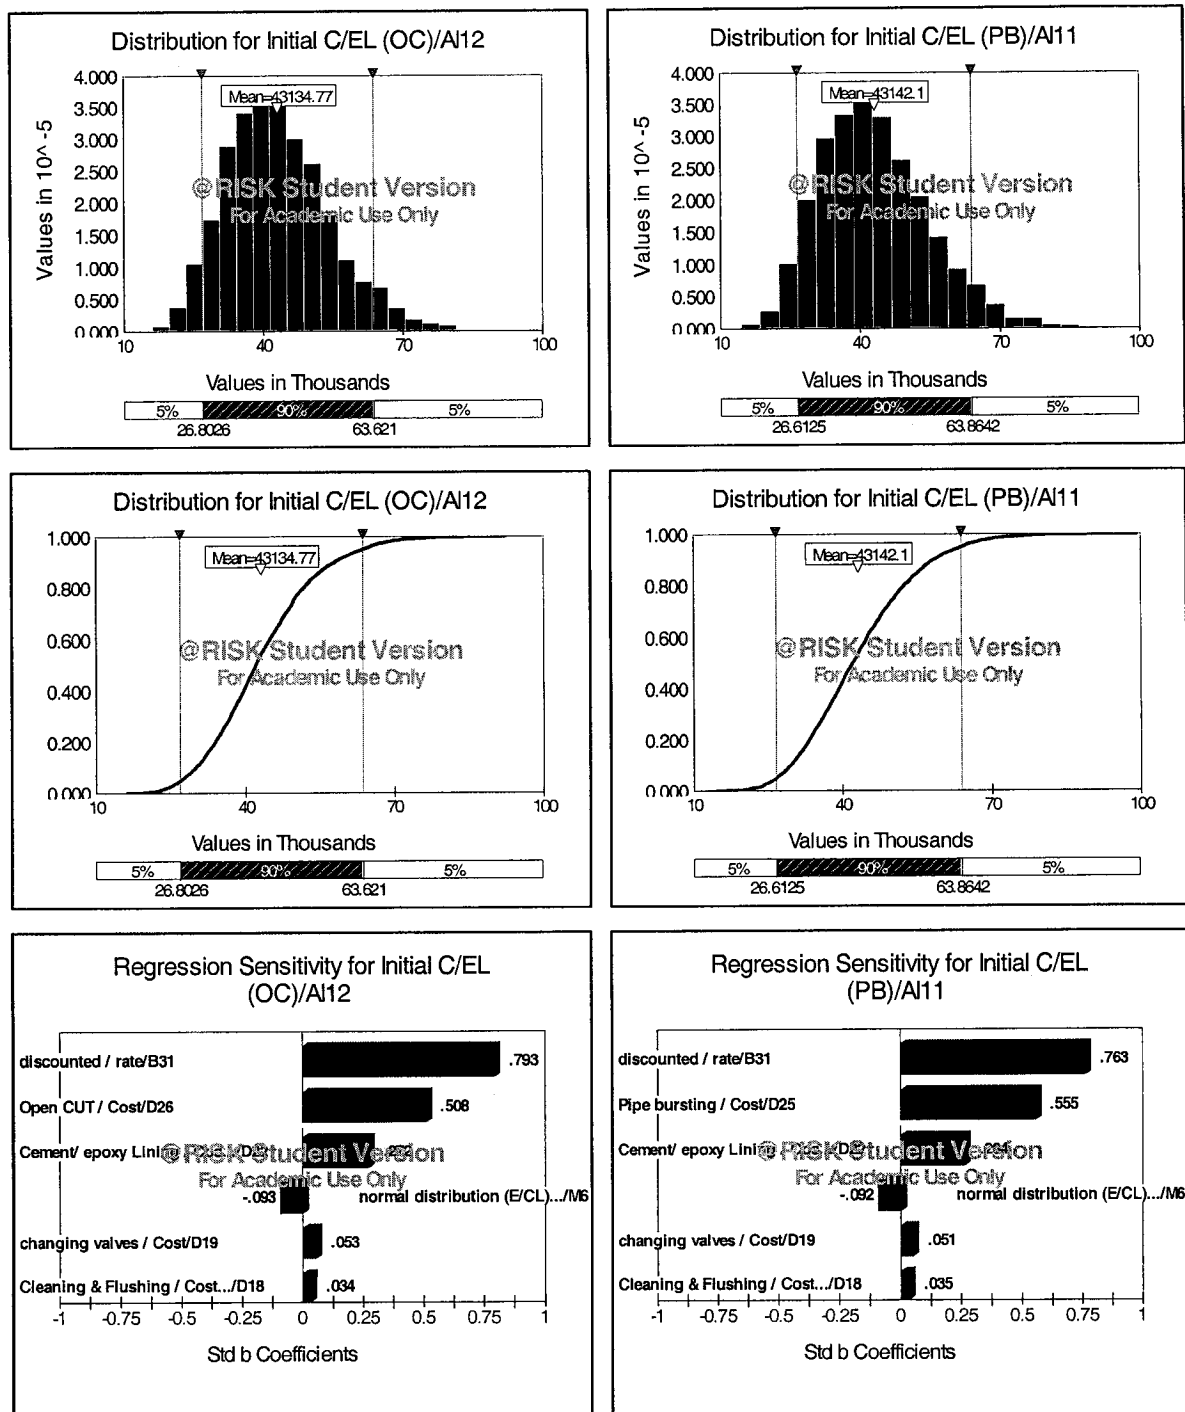 Distribution for Initial C/EL (OC)/AI12
Values in 10^ -5
4.000
3.500
3.000
2.500
2.000
1.500
1.000
0.500
0.000
Mean=43134.77
@RISK Student Version
For Academic Use Only
10 40 70 100
Values in Thousands
5% 90% 5%
26.8026 63.621
Distribution for Initial C/EL (PB)/AI11
Values in 10^ -5
4.000
3.500
3.000
2.500
2.000
1.500
1.000
0.500
0.000
Mean=43142.1
@RISK Student Version
For Academic Use Only
10 40 70 100
Values in Thousands
5% 90% 5%
26.6125 63.8642
Distribution for Initial C/EL (OC)/AI12
1.000
0.800
0.600
0.400
0.200
0.000
Mean=43134.77
@RISK Student Version
For Academic Use Only
10 40 70 100
Values in Thousands
5% 90% 5%
26.8026 63.621
Distribution for Initial C/EL (PB)/AI11
1.000
0.800
0.600
0.400
0.200
0.000
Mean=43142.1
@RISK Student Version
For Academic Use Only
10 40 70 100
Values in Thousands
5% 90% 5%
26.6125 63.8642
Regression Sensitivity for Initial C/EL
(OC)/AI12
discounted / rate/B31 .793
Open CUT / Cost/D26 .508
Cement/ epoxy
@RISK Student Version
For Academic Use Only
-.093 normal distribution (E/CL).../M6
changing valves / Cost/D19 .053
Cleaning & Flushing / Cost.../D18 .034
-1 -0.75 -0.5 -0.25 0 0.25 0.5 0.75 1
Std b Coefficients
Regression Sensitivity for Initial C/EL
(PB)/AI11
discounted / rate/B31 .763
Pipe bursting / Cost/D25 .555
Cement/ epoxy
@RISK Student Version
For Academic Use Only
-.092 normal distribution (E/CL).../M6
changing valves / Cost/D19 .051
Cleaning & Flushing / Cost.../D18 .035
-1 -0.75 -0.5 -0.25 0 0.25 0.5 0.75 1
Std b Coefficients